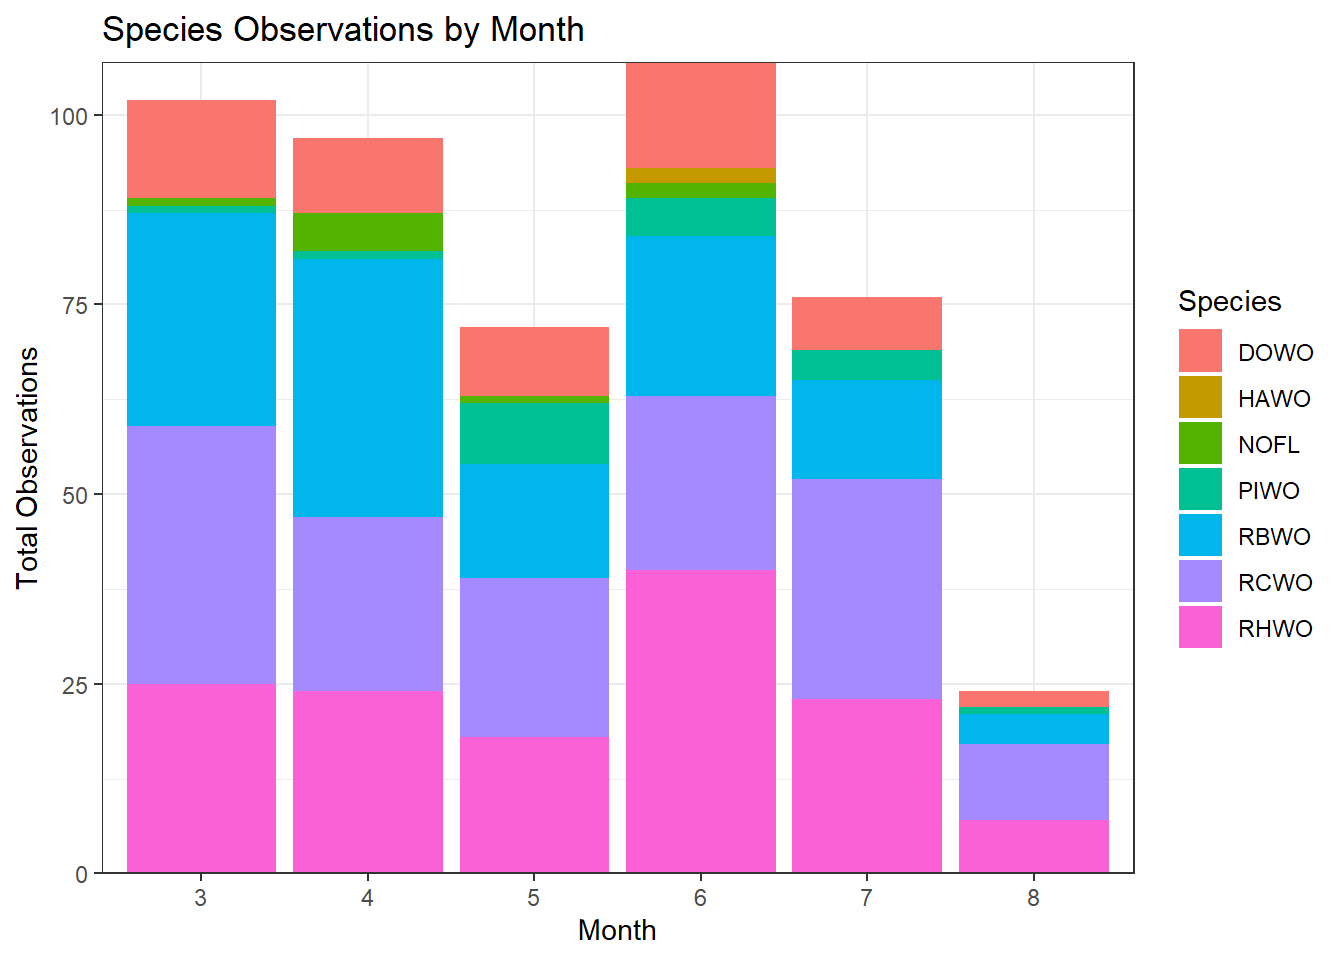 Species Observations by Month
Total Observations
100
75
50
25
0
3 4 5 6 7 8
Month
Species
DOWO
HAWO
NOFL
PIWO
RBWO
RCWO
RHWO